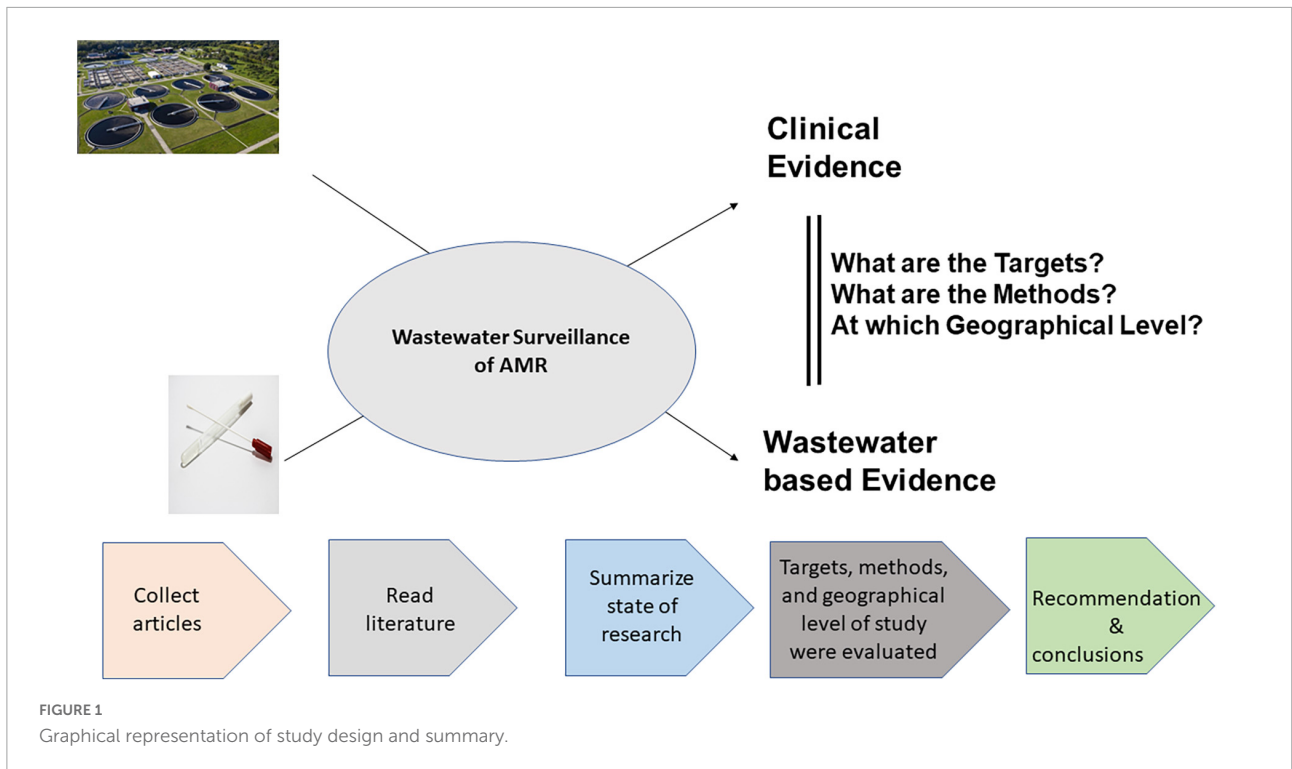 Clinical
Evidence
What are the Targets?
What are the Methods?
At which Geographical Level?
Wastewater Surveillance
of AMR
Wastewater
based Evidence
Collect
articles
Read
literature
Summarize
state of
research
Targets, methods,
and geographical
level of study
were evaluated
Recommendation
&
conclusions
FIGURE 1
Graphical representation of study design and summary.